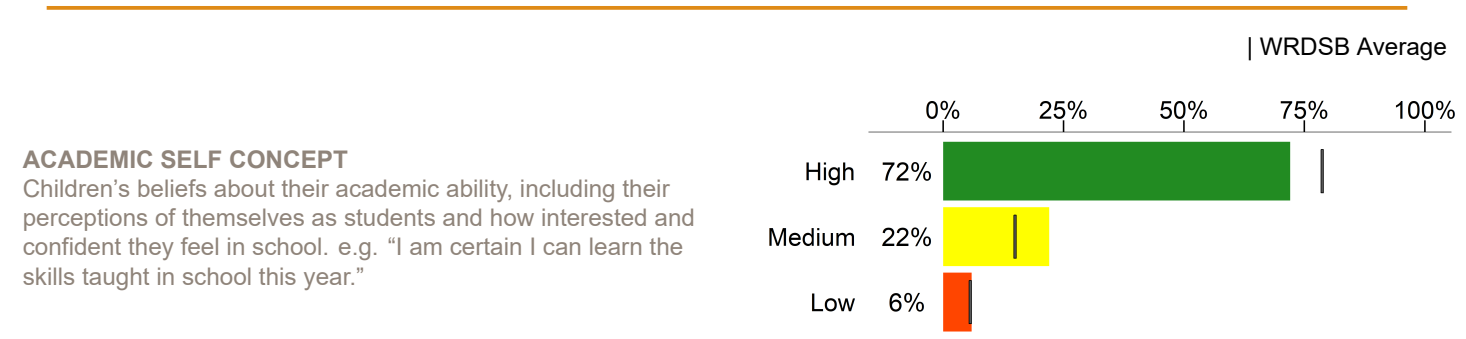 | WRDSB Average
0% 25% 50% 75% 100%
ACADEMIC SELF CONCEPT
Children’s beliefs about their academic ability, including their
perceptions of themselves as students and how interested and
confident they feel in school. e.g. “I am certain I can learn the
skills taught in school this year.”
High 72%
Medium 22%
Low 6%